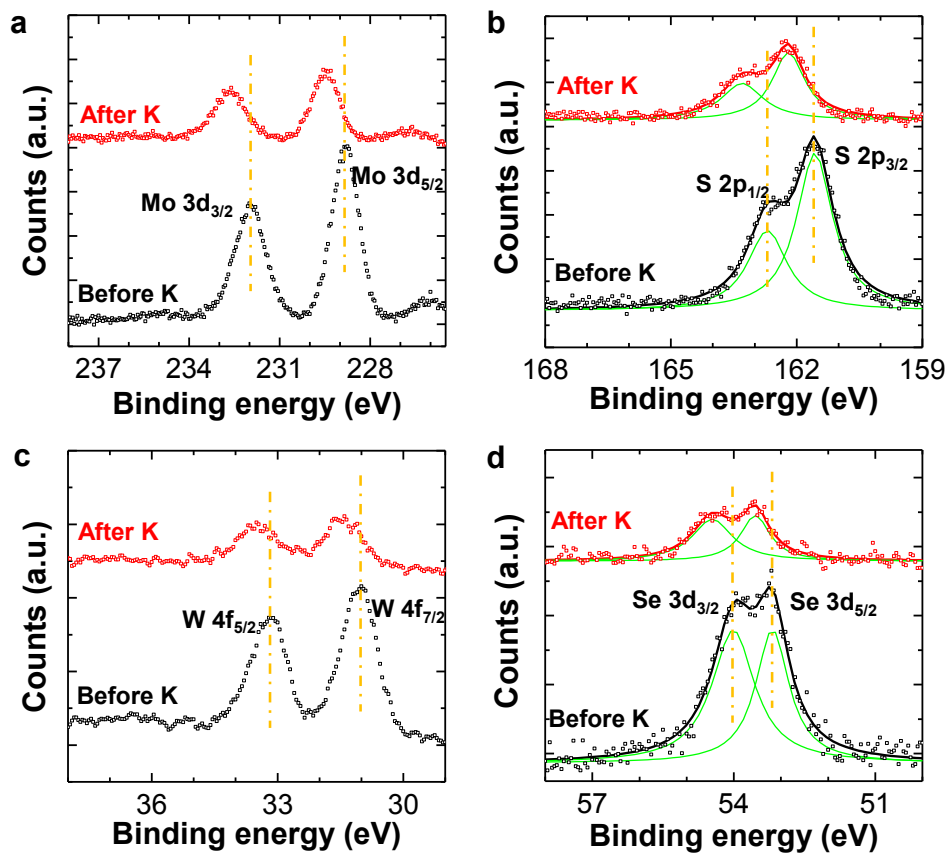 a
Counts (a.u.)
After K
Mo 3d5/2
Mo 3d3/2
Before K
237 234 231 228
Binding energy (eV)
b
Counts (a.u.)
After K
S 2p3/2
S 2p1/2
Before K
168 165 162 159
Binding energy (eV)
c
Counts (a.u.)
After K
W 4f5/2
W 4f7/2
Before K
36 33 30
Binding energy (eV)
d
Counts (a.u.)
After K
Se 3d3/2
Se 3d5/2
Before K
57 54 51
Binding energy (eV)